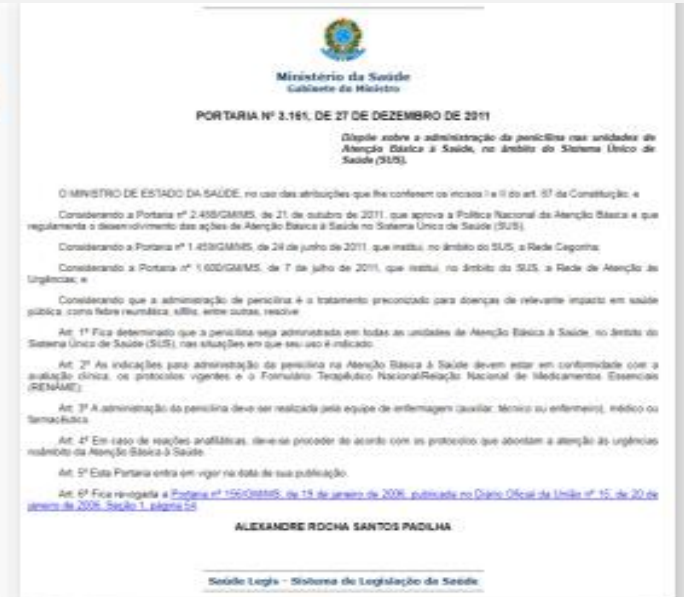 Ministério da Saúde
Gabinete do Ministro
PORTARIA Nº 3.161, DE 27 DE DEZEMBRO DE 2011
Dispõe sobre a administração da penicilina nas unidades de
Atenção Básica à Saúde, no âmbito do Sistema Único de
Saúde (SUS).
O MINISTRO DE ESTADO DA SAÚDE, no uso das atribuições que lhe conferem os incisos I e II do art. 87 da Constituição, e
Considerando a Portaria nº 2.488/GM/MS, de 21 de outubro de 2011, que aprova a Política Nacional da Atenção Básica e que
regulamenta o desenvolvimento das ações de Atenção Básica à Saúde no Sistema Único de Saúde (SUS);
Considerando a Portaria nº 1.459/GM/MS, de 24 de junho de 2011, que institui, no âmbito do SUS, a Rede Cegonha;
Considerando a Portaria nº 1.600/GM/MS, de 7 de julho de 2011, que institui, no âmbito do SUS, a Rede de Atenção às
Urgências; e
Considerando que a administração de penicilina é o tratamento preconizado para doenças de relevante impacto em saúde
pública, como febre reumática, sífilis, entre outras, resolve:
Art. 1º Fica determinado que a penicilina seja administrada em todas as unidades de Atenção Básica à Saúde, no âmbito do
Sistema Único de Saúde (SUS), nas situações em que seu uso é indicado.
Art. 2º As indicações para administração da penicilina na Atenção Básica à Saúde devem estar em conformidade com a
avaliação clínica, os protocolos vigentes e o Formulário Terapêutico Nacional/Relação Nacional de Medicamentos Essenciais
(RENAME).
Art. 3º A administração da penicilina deve ser realizada pela equipe de enfermagem (auxiliar, técnico ou enfermeiro), médico ou
farmacêutico.
Art. 4º Em caso de reações anafiláticas, deve-se proceder de acordo com os protocolos que abordam a atenção às urgências
noâmbito da Atenção Básica à Saúde.
Art. 5º Esta Portaria entra em vigor na data de sua publicação.
Art. 6º Fica revogada a Portaria nº 156/GM/MS, de 19 de janeiro de 2006, publicada no Diário Oficial da União nº 15, de 20 de
janeiro de 2006, Seção 1, página 54.
ALEXANDRE ROCHA SANTOS PADILHA
Saúde Legis - Sistema de Legislação da Saúde